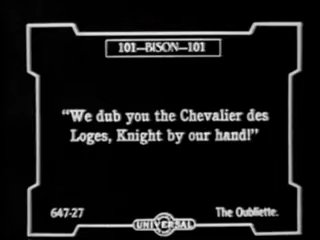 101—BISON—101
“We dub you the Chevalier des
Loges, Knight by our hand!”
647-27
The Oubliette.
UNIVERSAL